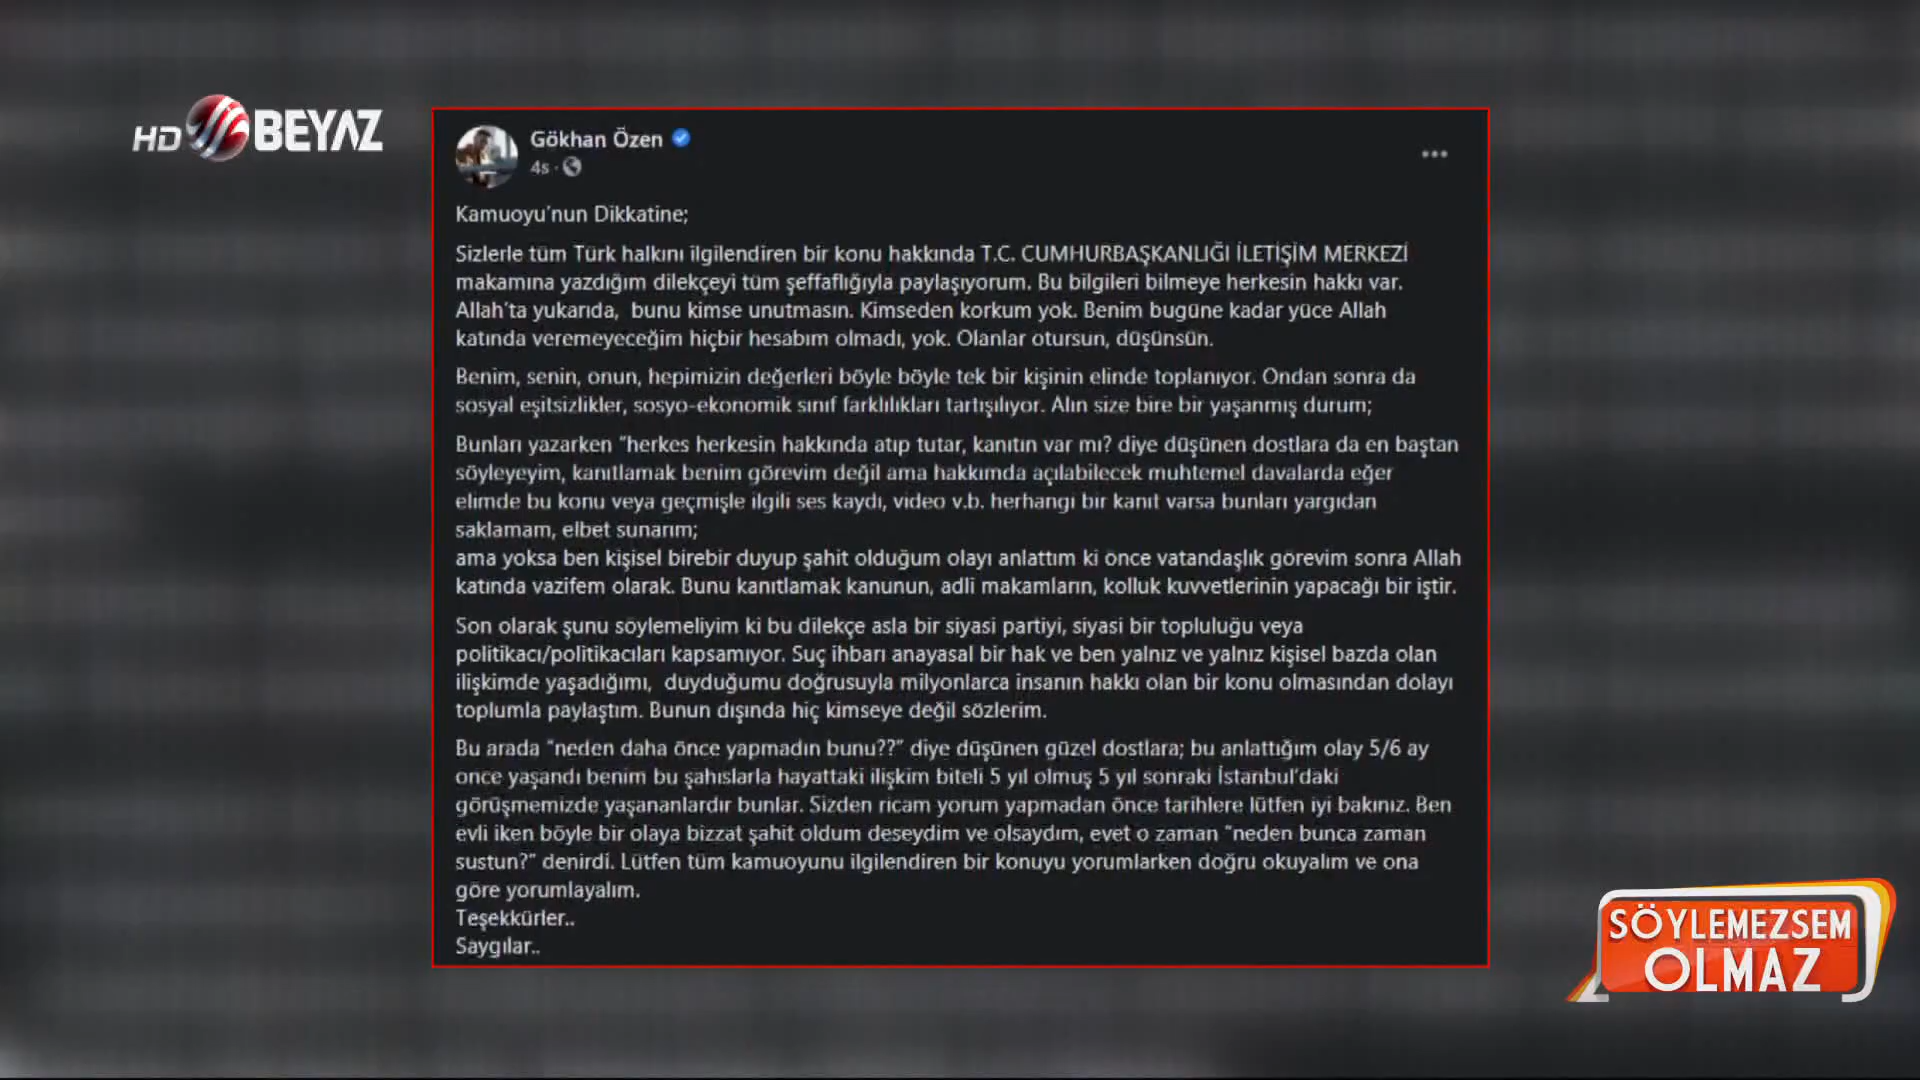 HD BEYAZ
Gökhan Özen
4s ·
Kamuoyu'nun Dikkatine;
Sizlerle tüm Türk halkını ilgilendiren bir konu hakkında T.C. CUMHURBAŞKANLIĞI İLETİŞİM MERKEZİ
makamına yazdığım dilekçeyi tüm şeffaflığıyla paylaşıyorum. Bu bilgileri bilmeye herkesin hakkı var.
Allah'ta yukarıda, bunu kimse unutmasın. Kimseden korkum yok. Benim bugüne kadar yüce Allah
katında veremeyeceğim hiçbir hesabım olmadı, yok. Olanlar otursun, düşünsün.
Benim, senin, onun, hepimizin değerleri böyle böyle tek bir kişinin elinde toplanıyor. Ondan sonra da
sosyal eşitsizlikler, sosyo-ekonomik sınıf farklılıkları tartışılıyor. Alın size bire bir yaşanmış durum;
Bunları yazarken "herkes herkesin hakkında atıp tutar, kanıtın var mı? diye düşünen dostlara da en baştan
söyleyeyim, kanıtlamak benim görevim değil ama hakkımda açılabilecek muhtemel davalarda eğer
elimde bu konu veya geçmişle ilgili ses kaydı, video v.b. herhangi bir kanıt varsa bunları yargıdan
saklamam, elbet sunarım;
ama yoksa ben kişisel birebir duyup şahit olduğum olayı anlattım ki önce vatandaşlık görevim sonra Allah
katında vazifem olarak. Bunu kanıtlamak kanunun, adli makamların, kolluk kuvvetlerinin yapacağı bir iştir.
Son olarak şunu söylemeliyim ki bu dilekçe asla bir siyasi partiyi, siyasi bir topluluğu veya
politikacı/politikacıları kapsamıyor. Suç ihbarı anayasal bir hak ve ben yalnız ve yalnız kişisel bazda olan
ilişkimde yaşadığımı, duyduğumu doğrusuyla milyonlarca insanın hakkı olan bir konu olmasından dolayı
toplumla paylaştım. Bunun dışında hiç kimseye değil sözlerim.
Bu arada "neden daha önce yapmadın bunu??" diye düşünen güzel dostlara; bu anlattığım olay 5/6 ay
once yaşandı benim bu şahıslarla hayattaki ilişkim biteli 5 yıl olmuş 5 yıl sonraki İstanbul'daki
görüşmemizde yaşananlardır bunlar. Sizden ricam yorum yapmadan önce tarihlere lütfen iyi bakınız. Ben
evli iken böyle bir olaya bizzat şahit oldum deseydim ve olsaydım, evet o zaman "neden bunca zaman
sustun?" denirdi. Lütfen tüm kamuoyunu ilgilendiren bir konuyu yorumlarken doğru okuyalım ve ona
göre yorumlayalım.
Teşekkürler..
Saygılar..
SÖYLEMEZSEM
OLMAZ